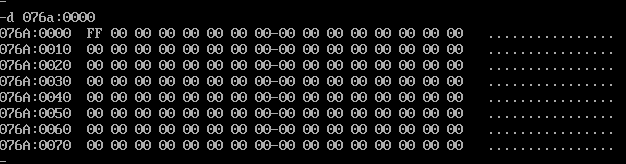 -
-d 076a:0000
076A:0000  FF 00 00 00 00 00 00 00-00 00 00 00 00 00 00 00   ................
076A:0010  00 00 00 00 00 00 00 00-00 00 00 00 00 00 00 00   ................
076A:0020  00 00 00 00 00 00 00 00-00 00 00 00 00 00 00 00   ................
076A:0030  00 00 00 00 00 00 00 00-00 00 00 00 00 00 00 00   ................
076A:0040  00 00 00 00 00 00 00 00-00 00 00 00 00 00 00 00   ................
076A:0050  00 00 00 00 00 00 00 00-00 00 00 00 00 00 00 00   ................
076A:0060  00 00 00 00 00 00 00 00-00 00 00 00 00 00 00 00   ................
076A:0070  00 00 00 00 00 00 00 00-00 00 00 00 00 00 00 00   ................
-